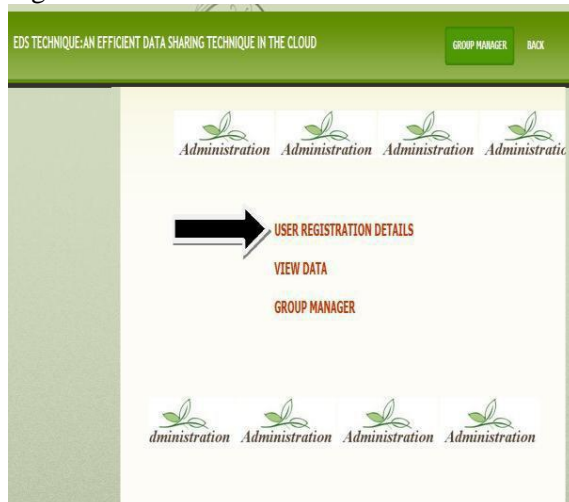 EDS TECHNIQUE:AN EFFICIENT DATA SHARING TECHNIQUE IN THE CLOUD
GROUP MANAGER BACK
Administration Administration Administration Administratio
USER REGISTRATION DETAILS
VIEW DATA
GROUP MANAGER
dministration Administration Administration Administration